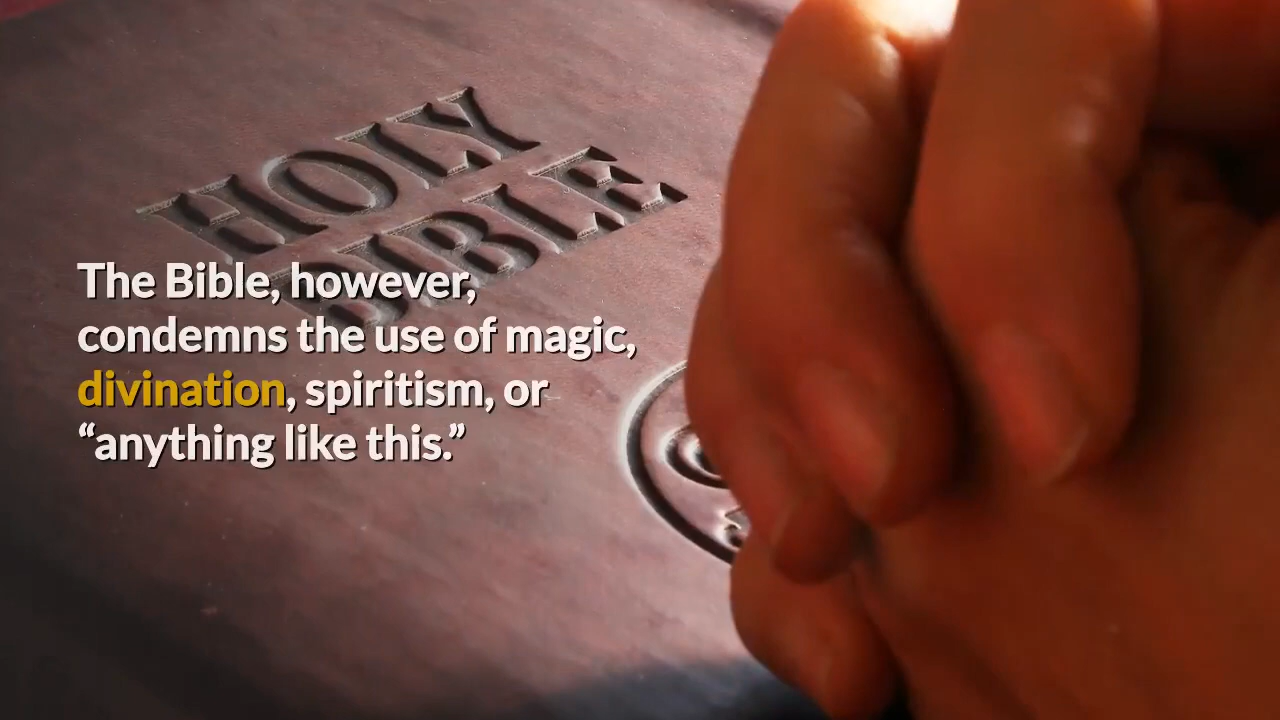 HOLY
BIBLE
The Bible, however,
condemns the use of magic,
divination, spiritism, or
“anything like this.”